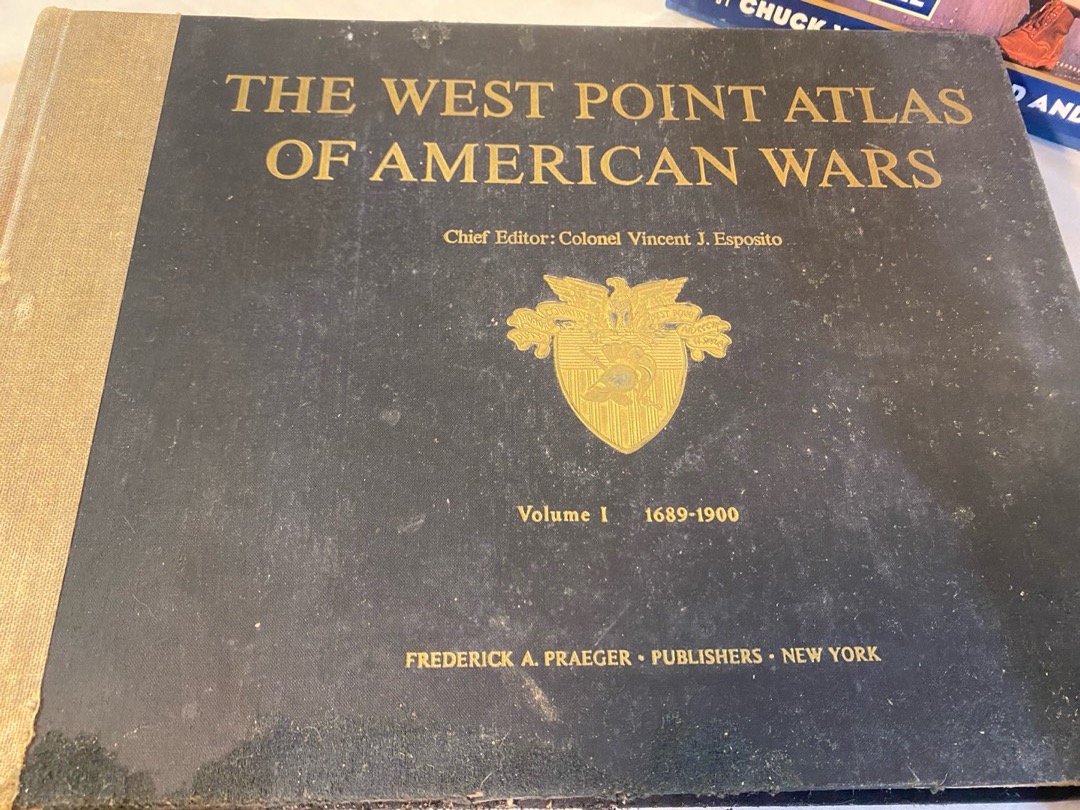 THE WEST POINT ATLAS
OF AMERICAN WARS
Chief Editor: Colonel Vincent J. Esposito
Volume I 1689-1900
FREDERICK A. PRAEGER • PUBLISHERS • NEW YORK
CHUCK
AND